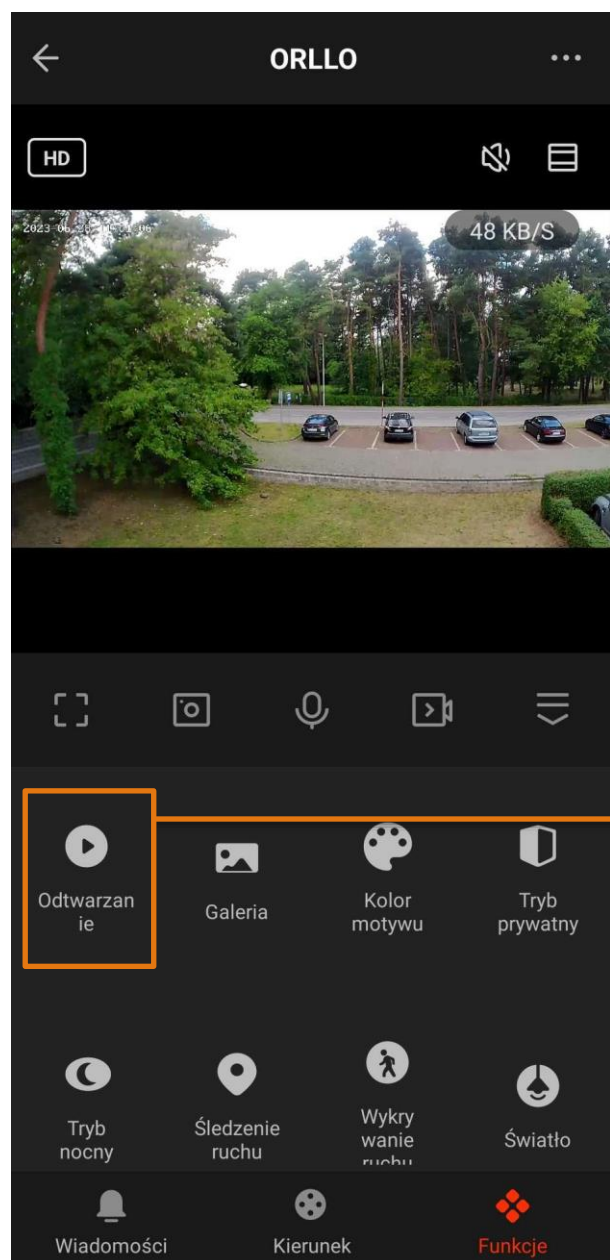 ORLLO
HD
48 KB/S
Odtwarzan
ie
Galeria
Kolor
motywu
Tryb
prywatny
Tryb
nocny
Śledzenie
ruchu
Wykry
wanie
ruchu
Światło
Wiadomości
Kierunek
Funkcje